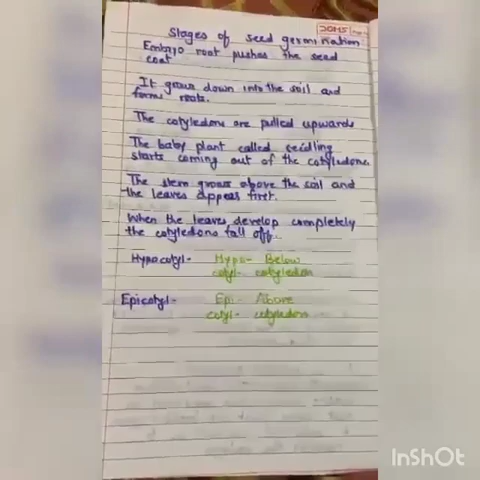 DOMS
Stages of seed germination
Embryo root pushes the seed
coat
It grows down into the soil and
forms roots.
The cotyledons are pulled upwards
The baby plant called seedling
starts coming out of the cotyledons.
The stem grows above the soil and
the leaves appears first.
When the leaves develop completely
the cotyledons fall off.
Hypocotyl- Hypo- Below
cotyl- cotyledon
Epicotyl- Epi- Above
cotyl- cotyledon
InShOt